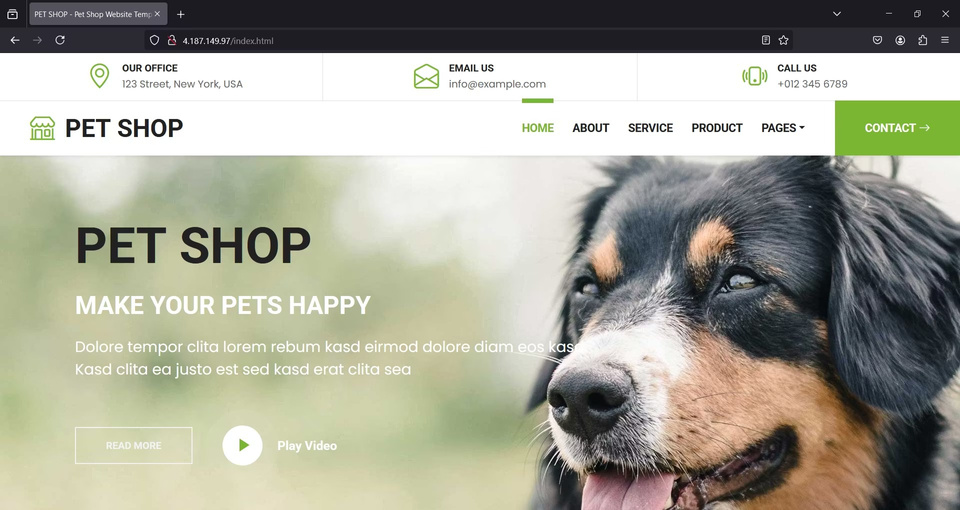 PET SHOP - Pet Shop Website Temp
4.187.149.97/index.html
OUR OFFICE
123 Street, New York, USA
EMAIL US
info@example.com
CALL US
+012 345 6789
PET SHOP
HOME
ABOUT
SERVICE
PRODUCT
PAGES
CONTACT →
PET SHOP
MAKE YOUR PETS HAPPY
Dolore tempor clita lorem rebum kasd eirmod dolore diam eos kasd.
Kasd clita ea justo est sed kasd erat clita sea
READ MORE
Play Video